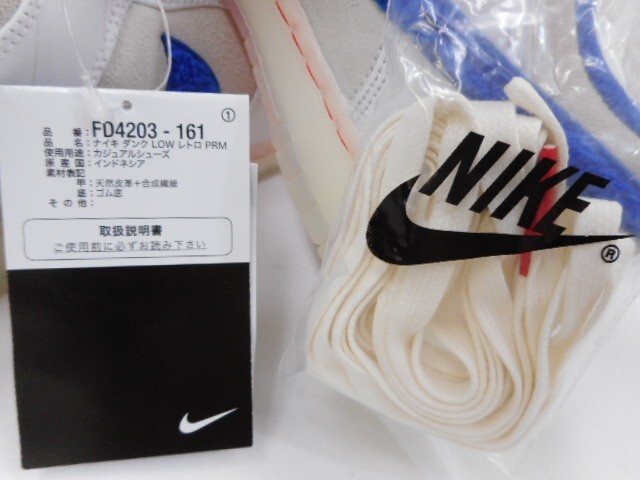 ①
品番：FD4203 - 161
品名：ナイキ ダンク LOW レトロ PRM
使用用途：カジュアルシューズ
原産国：インドネシア
素材表記
甲：天然皮革＋合成繊維
底：ゴム底
その他：
取扱説明書
ご使用前に必ずお読み下さい
NIKE
®